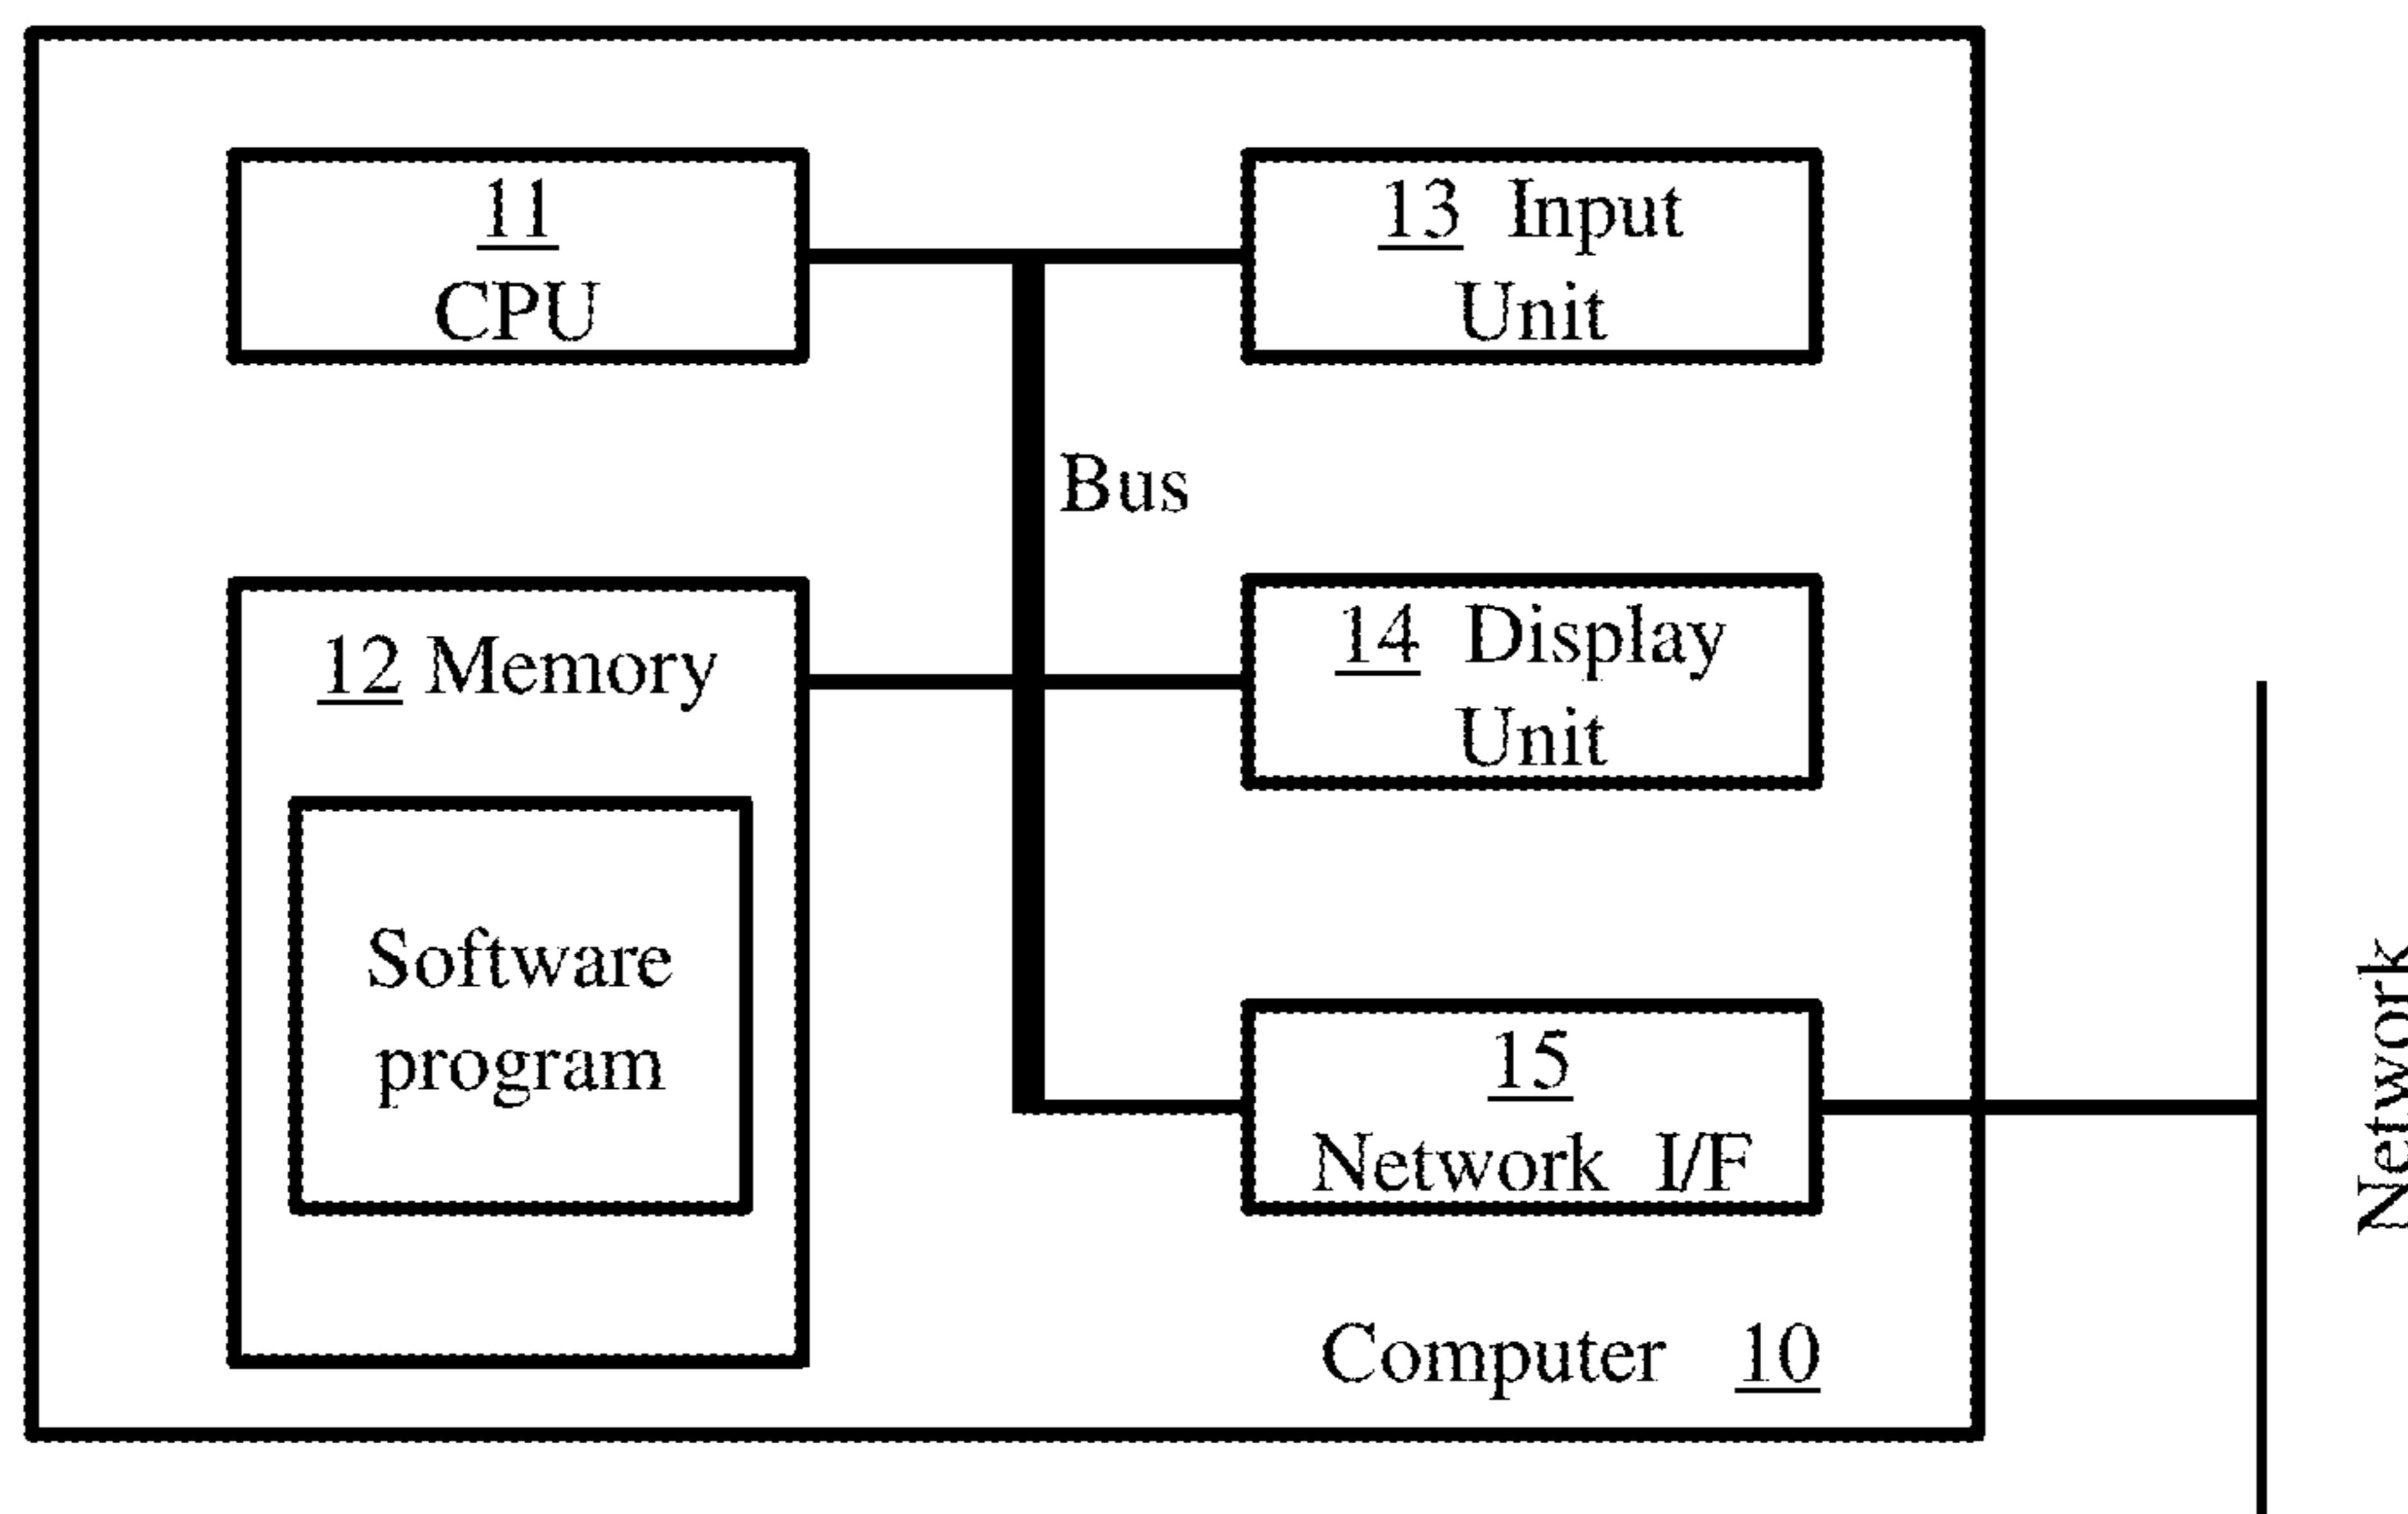 11
CPU
13 Input
Unit
Bus
12 Memory
14 Display
Unit
Software
program
15
Network I/F
Computer 10
Network